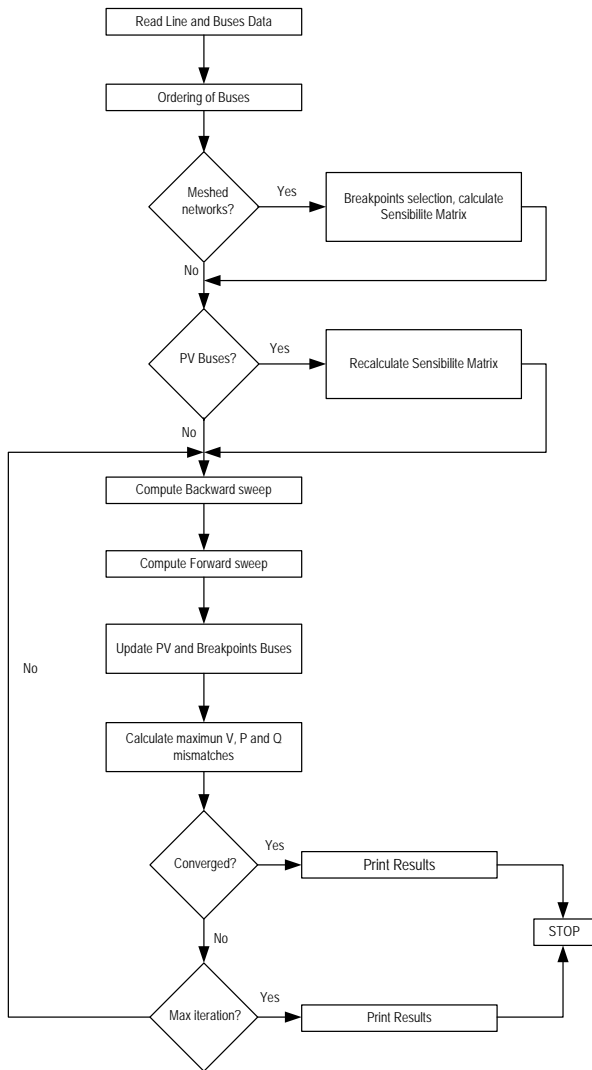 Read Line and Buses Data
Ordering of Buses
Meshed
networks?
Yes
Breakpoints selection, calculate
Sensibilite Matrix
No
PV Buses?
Yes
Recalculate Sensibilite Matrix
No
Compute Backward sweep
Compute Forward sweep
Update PV and Breakpoints Buses
No
Calculate maximun V, P and Q
mismatches
Converged?
Yes
Print Results
STOP
No
Max iteration?
Yes
Print Results